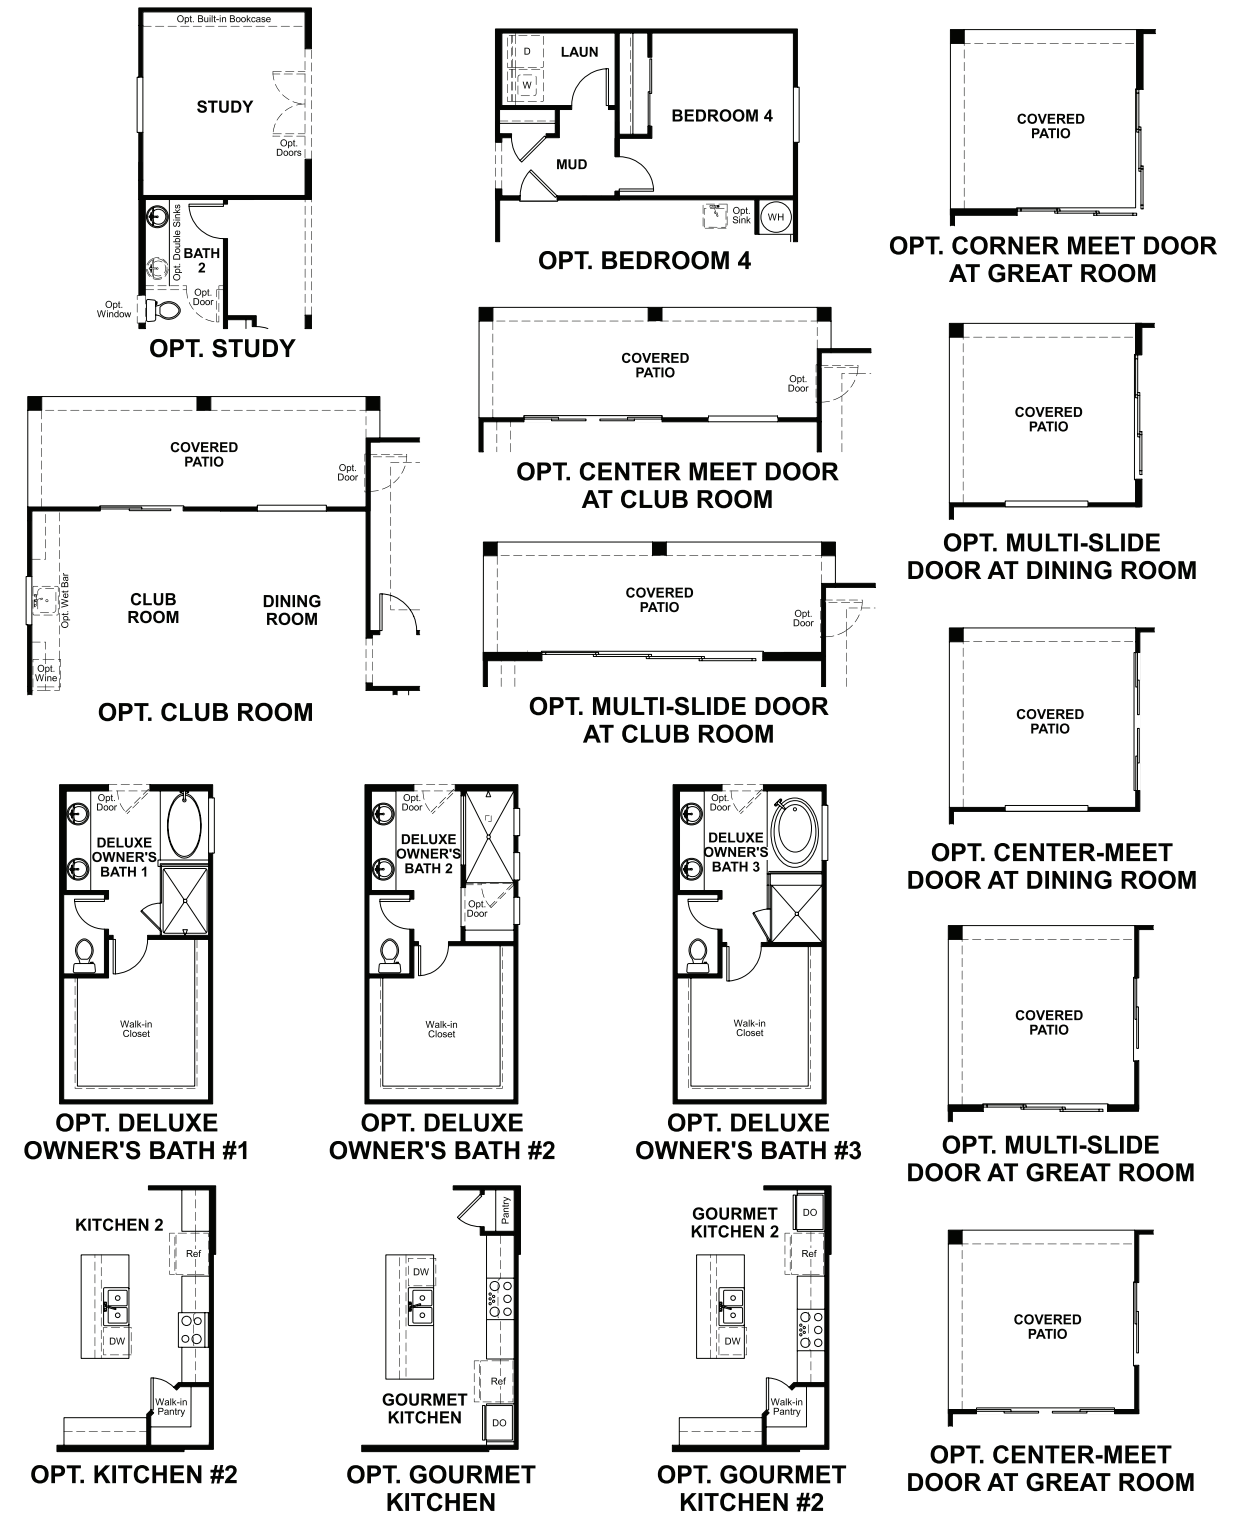 Opt. Built-in Bookcase
STUDY
Opt.
Doors
Opt. Double Sinks
BATH
2
Opt.
Door
Opt.
Window
OPT. STUDY
D
W
LAUN
MUD
BEDROOM 4
Opt.
Sink
WH
OPT. BEDROOM 4
COVERED
PATIO
OPT. CORNER MEET DOOR
AT GREAT ROOM
COVERED
PATIO
Opt.
Door
OPT. CENTER MEET DOOR
AT CLUB ROOM
COVERED
PATIO
OPT. MULTI-SLIDE
DOOR AT DINING ROOM
COVERED
PATIO
Opt.
Door
Opt. Wet Bar
Opt.
Wine
CLUB
ROOM
DINING
ROOM
OPT. CLUB ROOM
COVERED
PATIO
Opt.
Door
OPT. MULTI-SLIDE DOOR
AT CLUB ROOM
COVERED
PATIO
OPT. CENTER-MEET
DOOR AT DINING ROOM
Opt.
Door
DELUXE
OWNER'S
BATH 1
Walk-in
Closet
OPT. DELUXE
OWNER'S BATH #1
Opt.
Door
DELUXE
OWNER'S
BATH 2
Opt.
Door
Walk-in
Closet
OPT. DELUXE
OWNER'S BATH #2
Opt.
Door
DELUXE
OWNER'S
BATH 3
Walk-in
Closet
OPT. DELUXE
OWNER'S BATH #3
COVERED
PATIO
OPT. MULTI-SLIDE
DOOR AT GREAT ROOM
KITCHEN 2
Ref
DW
Walk-in
Pantry
OPT. KITCHEN #2
Pantry
DW
Ref
GOURMET
KITCHEN
DO
OPT. GOURMET
KITCHEN
GOURMET
KITCHEN 2
DO
Ref
DW
Walk-in
Pantry
OPT. GOURMET
KITCHEN #2
COVERED
PATIO
OPT. CENTER-MEET
DOOR AT GREAT ROOM